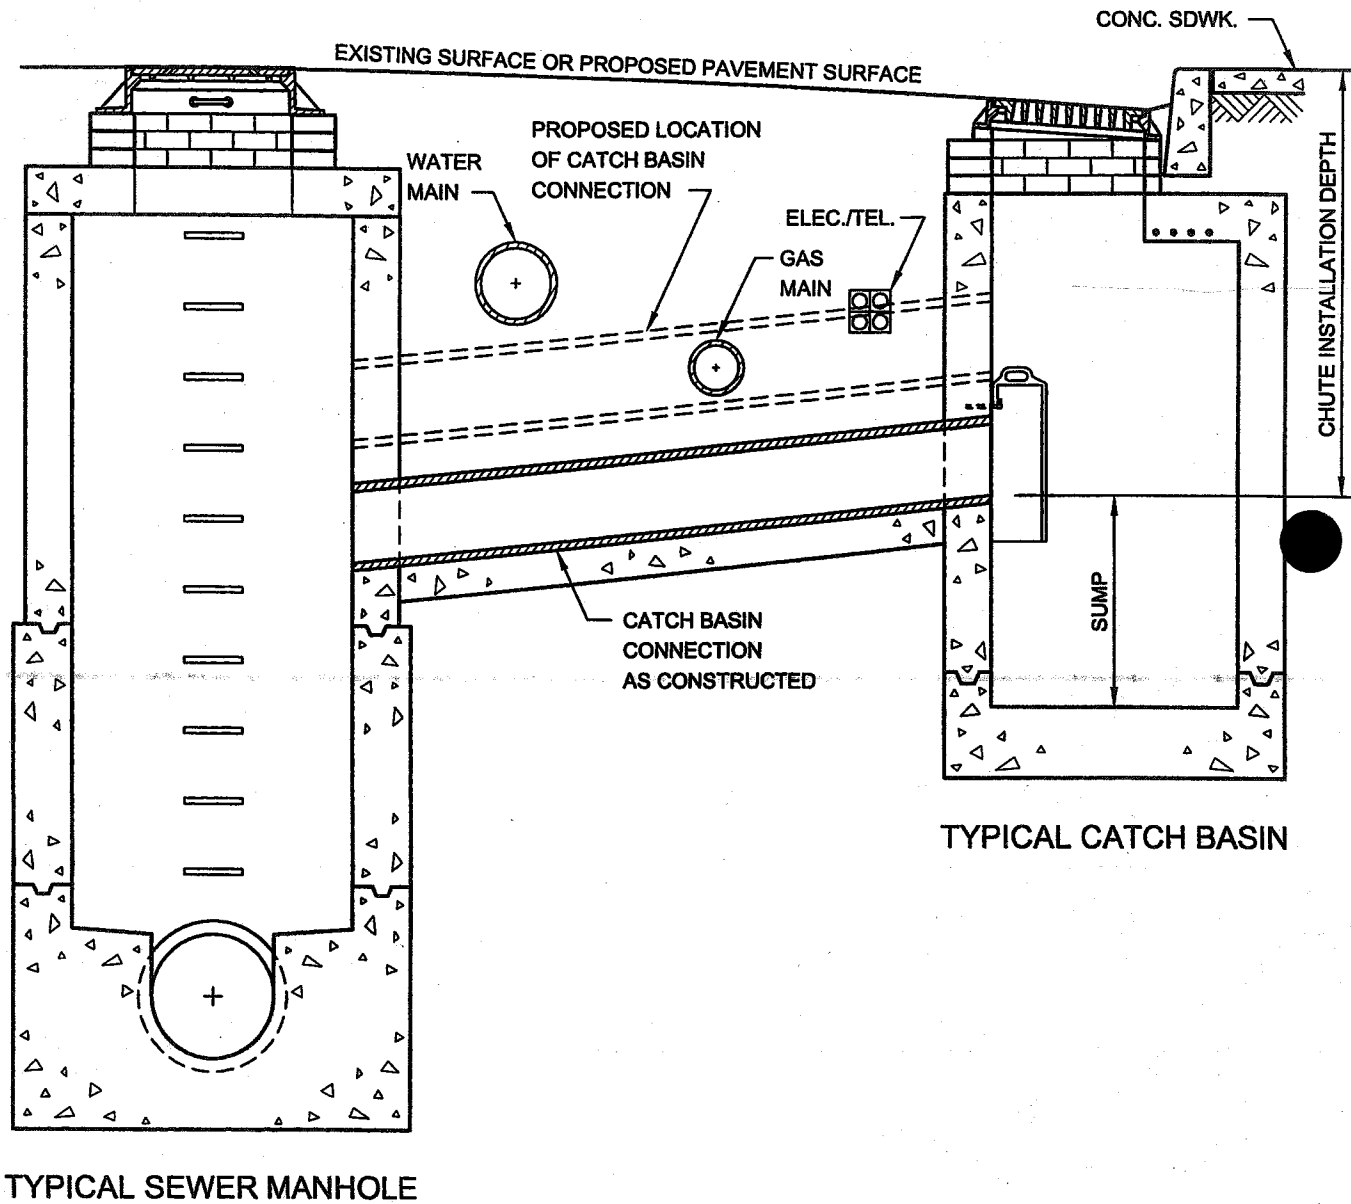 CONC. SDWK.
EXISTING SURFACE OR PROPOSED PAVEMENT SURFACE
WATER
MAIN
PROPOSED LOCATION
OF CATCH BASIN
CONNECTION
ELEC./TEL.
GAS
MAIN
CHUTE INSTALLATION DEPTH
SUMP
CATCH BASIN
CONNECTION
AS CONSTRUCTED
TYPICAL CATCH BASIN
TYPICAL SEWER MANHOLE